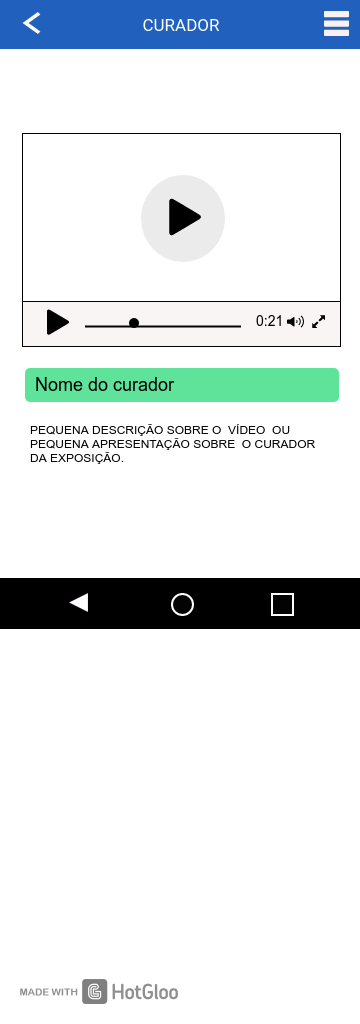 CURADOR
0:21
Nome do curador
PEQUENA DESCRIÇÃO SOBRE O VÍDEO OU
PEQUENA APRESENTAÇÃO SOBRE O CURADOR
DA EXPOSIÇÃO.
MADE WITH HotGloo